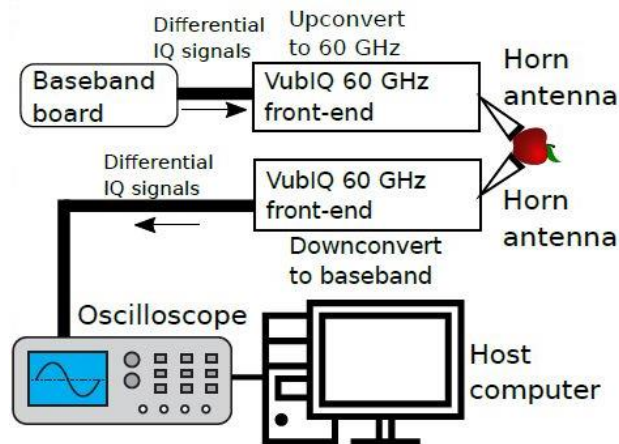 Differential
IQ signals
Upconvert
to 60 GHz
Baseband
board
VubIQ 60 GHz
front-end
Horn
antenna
Differential
IQ signals
VubIQ 60 GHz
front-end
Horn
antenna
Downconvert
to baseband
Oscilloscope
Host
computer